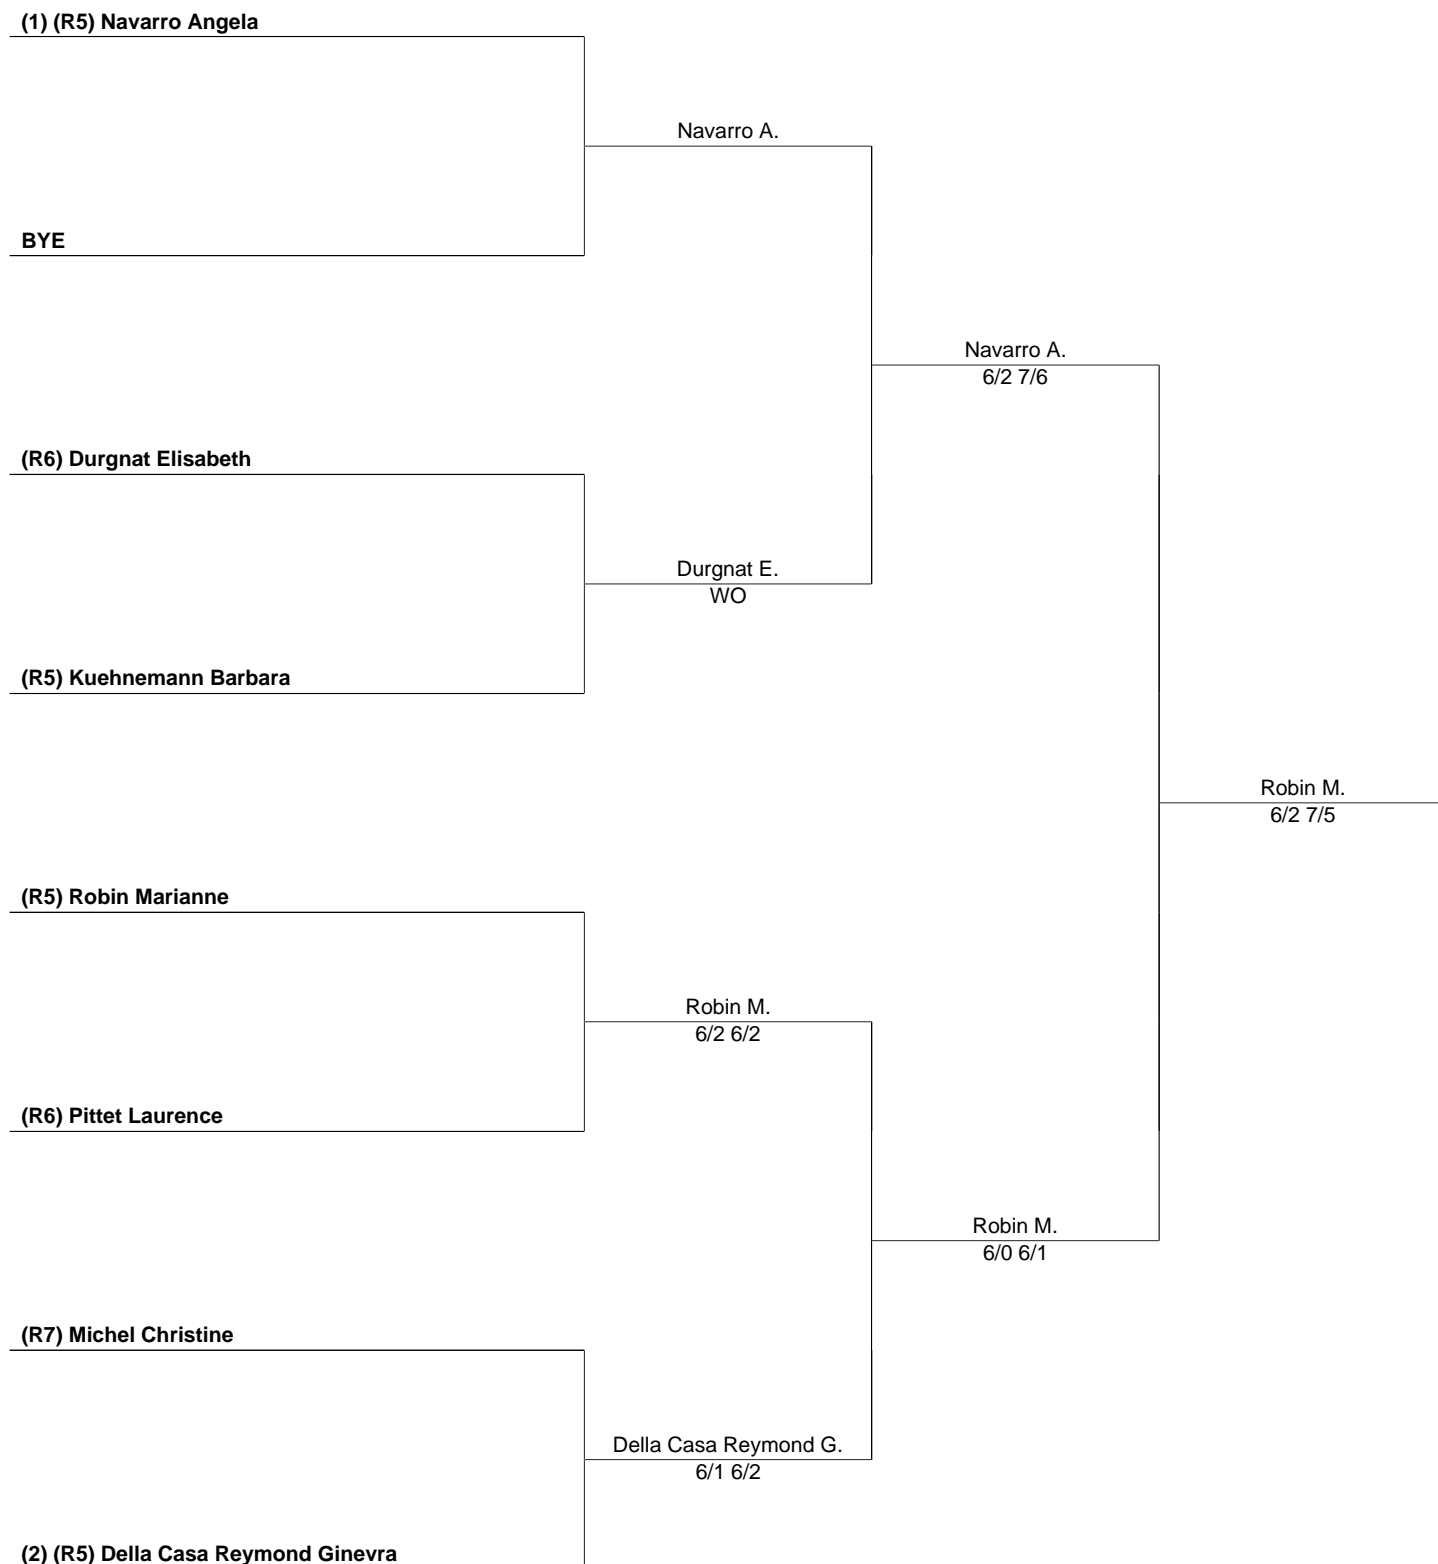 (1) (R5) Navarro Angela
Navarro A.
BYE
Navarro A.
6/2 7/6
(R6) Durgnat Elisabeth
Durgnat E.
WO
(R5) Kuehnemann Barbara
Robin M.
6/2 7/5
(R5) Robin Marianne
Robin M.
6/2 6/2
(R6) Pittet Laurence
Robin M.
6/0 6/1
(R7) Michel Christine
Della Casa Reymond G.
6/1 6/2
(2) (R5) Della Casa Reymond Ginevra